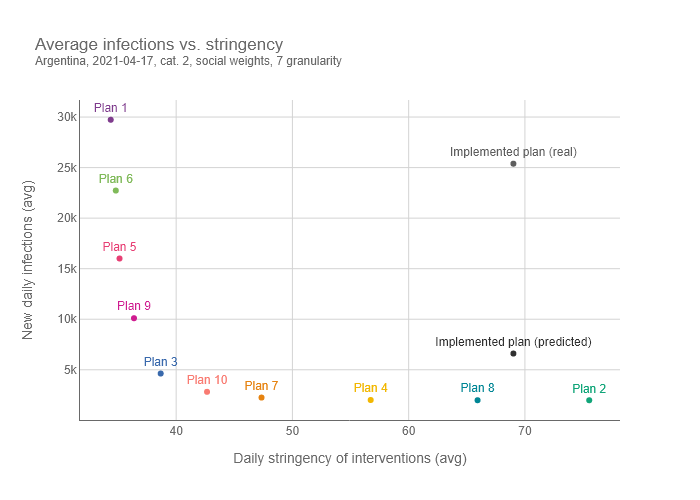 Average infections vs. stringency
Argentina, 2021-04-17, cat. 2, social weights, 7 granularity
Plan 1
30k
Implemented plan (real)
25k
Plan 6
20k
Plan 5
15k
Plan 9
10k
Implemented plan (predicted)
Plan 3
5k
Plan 10
Plan 7
Plan 4
Plan 8
Plan 2
New daily infections (avg)
40
50
60
70
Daily stringency of interventions (avg)